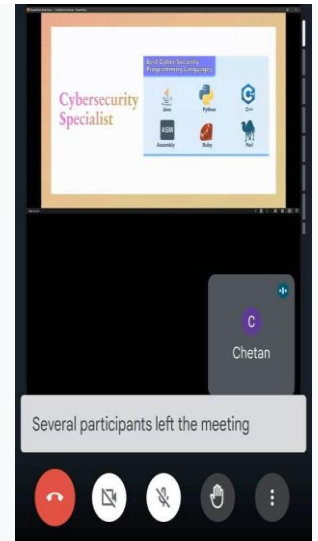 Best Cyber Security
Programming Languages
Cybersecurity
Specialist
Java
Python
C++
ASM
Assembly
Ruby
Perl
C
Chetan
Several participants left the meeting